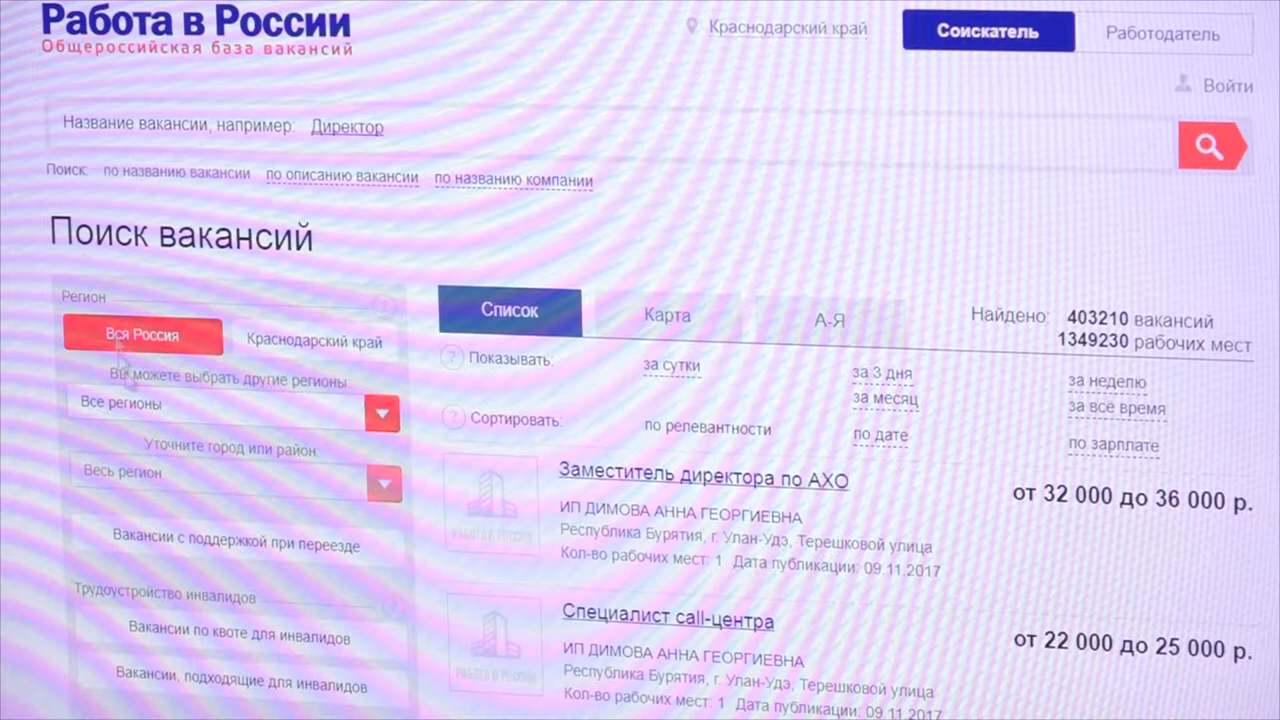 Работа в России
Общероссийская база вакансий
Краснодарский край
Соискатель
Работодатель
Войти
Название вакансии, например: Директор
Поиск: по названию вакансии по описанию вакансии по названию компании
Поиск вакансий
Регион
Вся Россия
Краснодарский край
Вы можете выбрать другие регионы:
Все регионы
Уточните город или район:
Весь регион
Вакансии с поддержкой при переезде
Трудоустройство инвалидов
Вакансии по квоте для инвалидов
Вакансии, подходящие для инвалидов
Список
Карта
А-Я
Найдено: 403210 вакансий
1349230 рабочих мест
? Показывать: за сутки за 3 дня за неделю
за месяц за все время
? Сортировать: по релевантности по дате по зарплате
РАБОТА В РОССИИ
Заместитель директора по АХО
от 32 000 до 36 000 р.
ИП ДИМОВА АННА ГЕОРГИЕВНА
Республика Бурятия, г. Улан-Удэ, Терешковой улица
Кол-во рабочих мест: 1 Дата публикации: 09.11.2017
РАБОТА В РОССИИ
Специалист call-центра
от 22 000 до 25 000 р.
ИП ДИМОВА АННА ГЕОРГИЕВНА
Республика Бурятия, г. Улан-Удэ, Терешковой улица
Кол-во рабочих мест: 1 Дата публикации: 09.11.2017